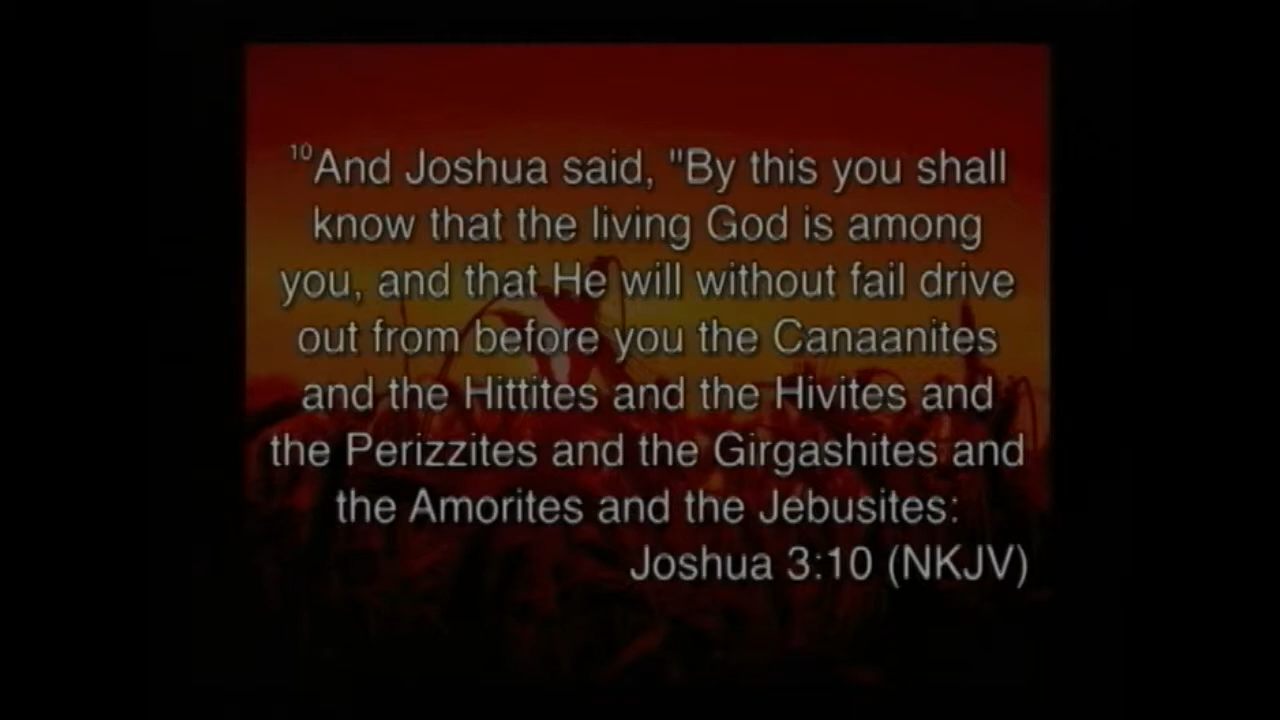 10And Joshua said, "By this you shall
know that the living God is among
you, and that He will without fail drive
out from before you the Canaanites
and the Hittites and the Hivites and
the Perizzites and the Girgashites and
the Amorites and the Jebusites:
Joshua 3:10 (NKJV)